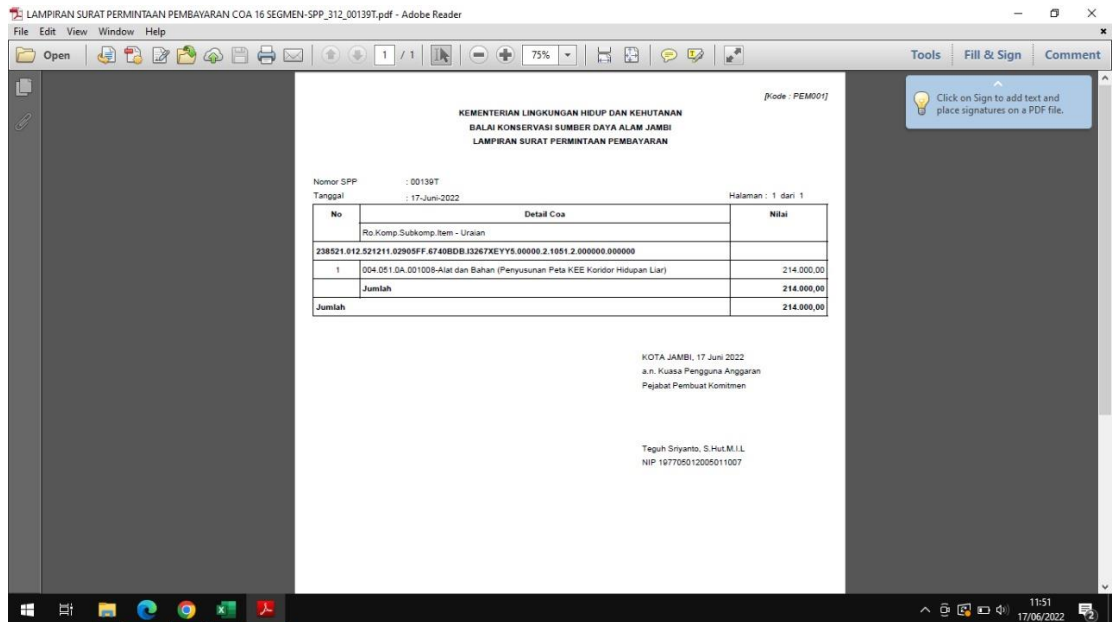 LAMPIRAN SURAT PERMINTAAN PEMBAYARAN COA 16 SEGMEN-SPP_312_00139T.pdf - Adobe Reader
File Edit View Window Help
Open 1 / 1 75% Tools Fill & Sign Comment
Click on Sign to add text and
place signatures on a PDF file.
[Kode : PEM001]
KEMENTERIAN LINGKUNGAN HIDUP DAN KEHUTANAN
BALAI KONSERVASI SUMBER DAYA ALAM JAMBI
LAMPIRAN SURAT PERMINTAAN PEMBAYARAN
Nomor SPP : 00139T
Tanggal : 17-Juni-2022 Halaman : 1 dari 1
No Detail Coa Nilai
Ro.Komp.Subkomp.Item - Uraian
238521.012.521211.02905FF.6740BDB.I3267XEYY5.00000.2.1051.2.000000.000000
1 004.051.0A.001008-Alat dan Bahan (Penyusunan Peta KEE Koridor Hidupan Liar) 214.000,00
Jumlah 214.000,00
Jumlah 214.000,00
KOTA JAMBI, 17 Juni 2022
a.n. Kuasa Pengguna Anggaran
Pejabat Pembuat Komitmen
Teguh Sriyanto, S.Hut.M.I.L
NIP 197705012005011007
11:51
17/06/2022
2